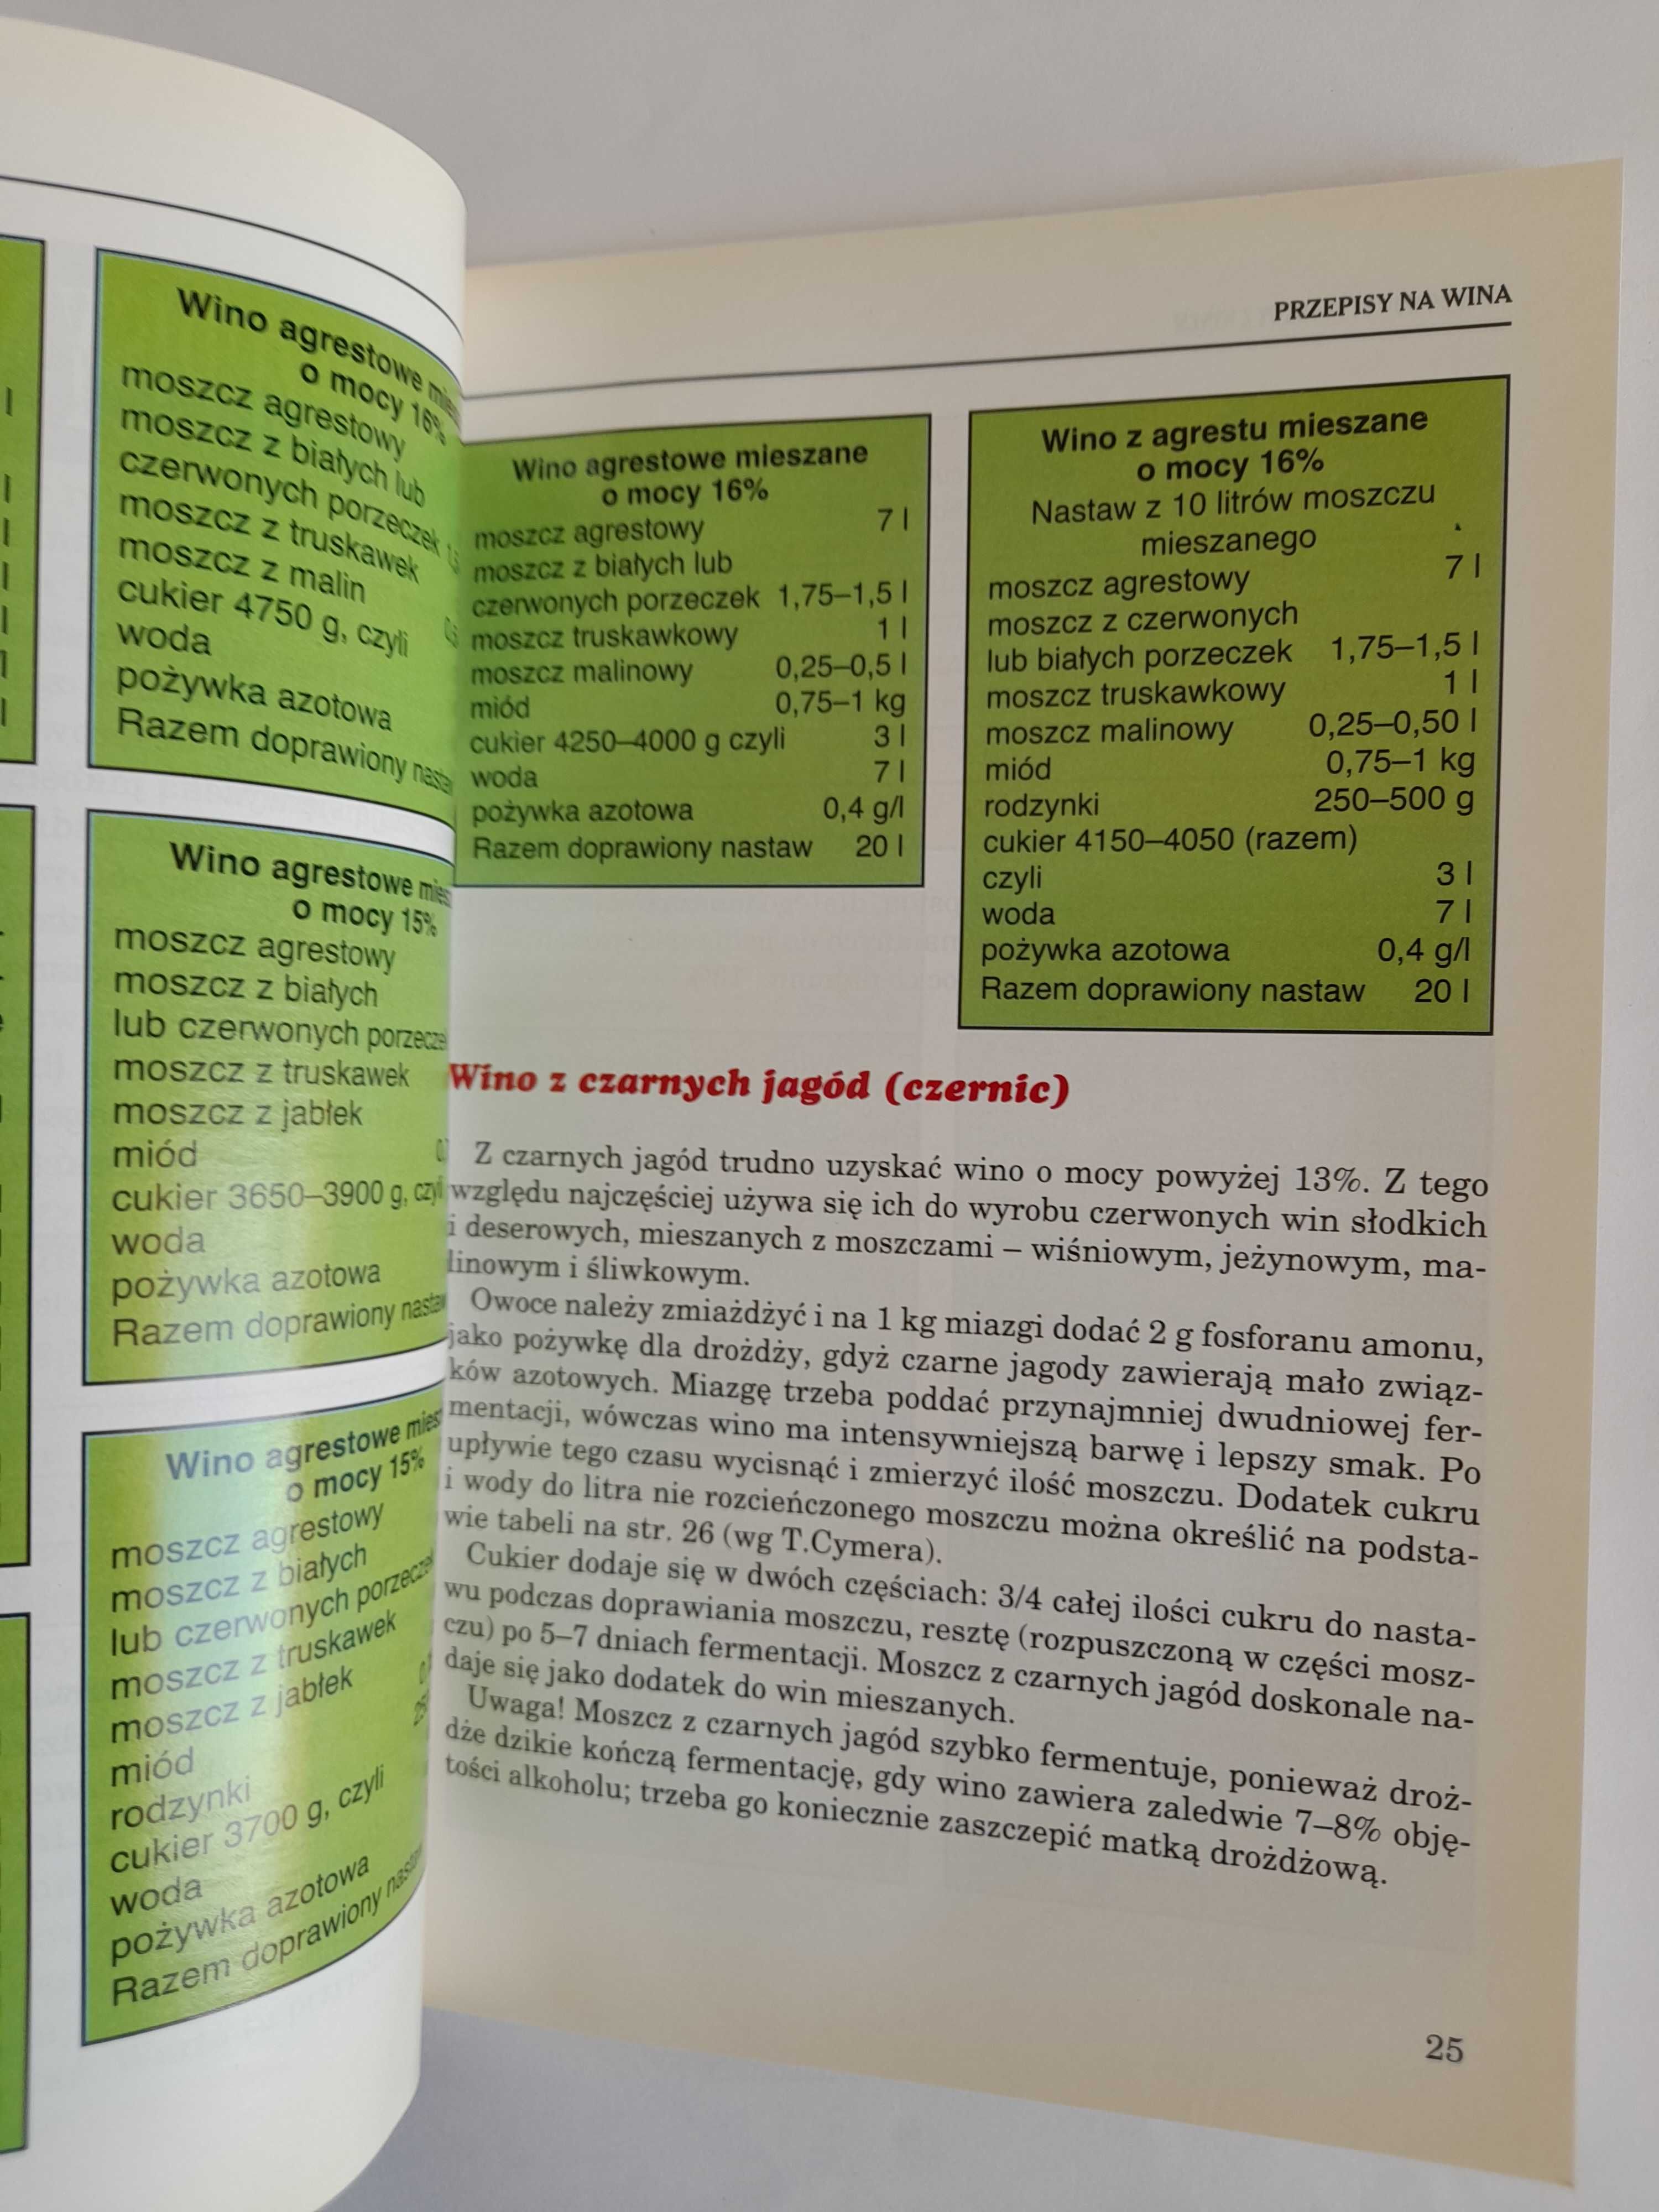 Wino agrestowe
o mocy 16%
moszcz agrestowy
moszcz z białych lub
czerwonych porzeczek
moszcz z truskawek
moszcz z malin
cukier 4750 g, czyli
woda
pożywka azotowa
Razem doprawiony
Wino agrestowe
o mocy 15%
moszcz agrestowy
moszcz z białych
lub czerwonych
moszcz z truskawek
moszcz z jabłek
miód
cukier 3650–3900 g,
woda
pożywka azotowa
Razem doprawiony
Wino agrestowe
o mocy 15%
moszcz agrestowy
moszcz z białych
lub czerwonych
moszcz z truskawek
moszcz z jabłek
miód
rodzynki
cukier 3700 g, czyli
woda
pożywka azotowa
Razem doprawiony
PRZEPISY NA WINA
Wino agrestowe mieszane
o mocy 16%
moszcz agrestowy 7 l
moszcz z białych lub
czerwonych porzeczek 1,75–1,5 l
moszcz truskawkowy 1 l
moszcz malinowy 0,25–0,5 l
miód 0,75–1 kg
cukier 4250–4000 g czyli 3 l
woda 7 l
pożywka azotowa 0,4 g/l
Razem doprawiony nastaw 20 l
Wino z agrestu mieszane
o mocy 16%
Nastaw z 10 litrów moszczu
mieszanego
moszcz agrestowy 7 l
moszcz z czerwonych
lub białych porzeczek 1,75–1,5 l
moszcz truskawkowy 1 l
moszcz malinowy 0,25–0,50 l
miód 0,75–1 kg
rodzynki 250–500 g
cukier 4150–4050 (razem)
czyli 3 l
woda 7 l
pożywka azotowa 0,4 g/l
Razem doprawiony nastaw 20 l
Wino z czarnych jagód (czernic)
Z czarnych jagód trudno uzyskać wino o mocy powyżej 13%. Z tego
względu najczęściej używa się ich do wyrobu czerwonych win słodkich
i deserowych, mieszanych z moszczami – wiśniowym, jeżynowym, ma-
linowym i śliwkowym.
Owoce należy zmiażdżyć i na 1 kg miazgi dodać 2 g fosforanu amonu,
jako pożywkę dla drożdży, gdyż czarne jagody zawierają mało związ-
ków azotowych. Miazgę trzeba poddać przynajmniej dwudniowej fer-
mentacji, wówczas wino ma intensywniejszą barwę i lepszy smak. Po
upływie tego czasu wycisnąć i zmierzyć ilość moszczu. Dodatek cukru
i wody do litra nie rozcieńczonego moszczu można określić na podsta-
wie tabeli na str. 26 (wg T.Cymera).
Cukier dodaje się w dwóch częściach: 3/4 całej ilości cukru do nasta-
wu podczas doprawiania moszczu, resztę (rozpuszczoną w części mosz-
czu) po 5–7 dniach fermentacji. Moszcz z czarnych jagód doskonale na-
daje się jako dodatek do win mieszanych.
Uwaga! Moszcz z czarnych jagód szybko fermentuje, ponieważ droż-
dże dzikie kończą fermentację, gdy wino zawiera zaledwie 7–8% obję-
tości alkoholu; trzeba go koniecznie zaszczepić matką drożdżową.
25